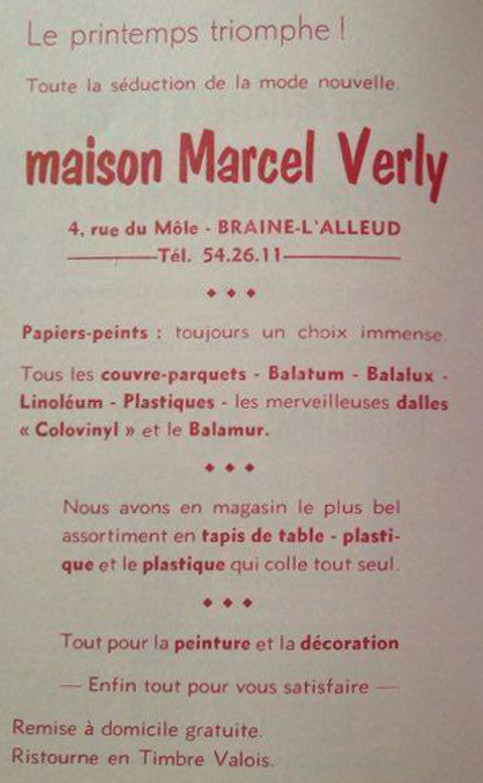 Le printemps triomphe !
Toute la séduction de la mode nouvelle.
maison Marcel Verly
4, rue du Môle - BRAINE-L'ALLEUD
Tél. 54.26.11
Papiers-peints : toujours un choix immense.
Tous les couvre-parquets - Balatum - Balalux -
Linoléum - Plastiques - les merveilleuses dalles
« Colovinyl » et le Balamur.
Nous avons en magasin le plus bel
assortiment en tapis de table - plasti-
que et le plastique qui colle tout seul.
Tout pour la peinture et la décoration
— Enfin tout pour vous satisfaire —
Remise à domicile gratuite.
Ristourne en Timbre Valois.